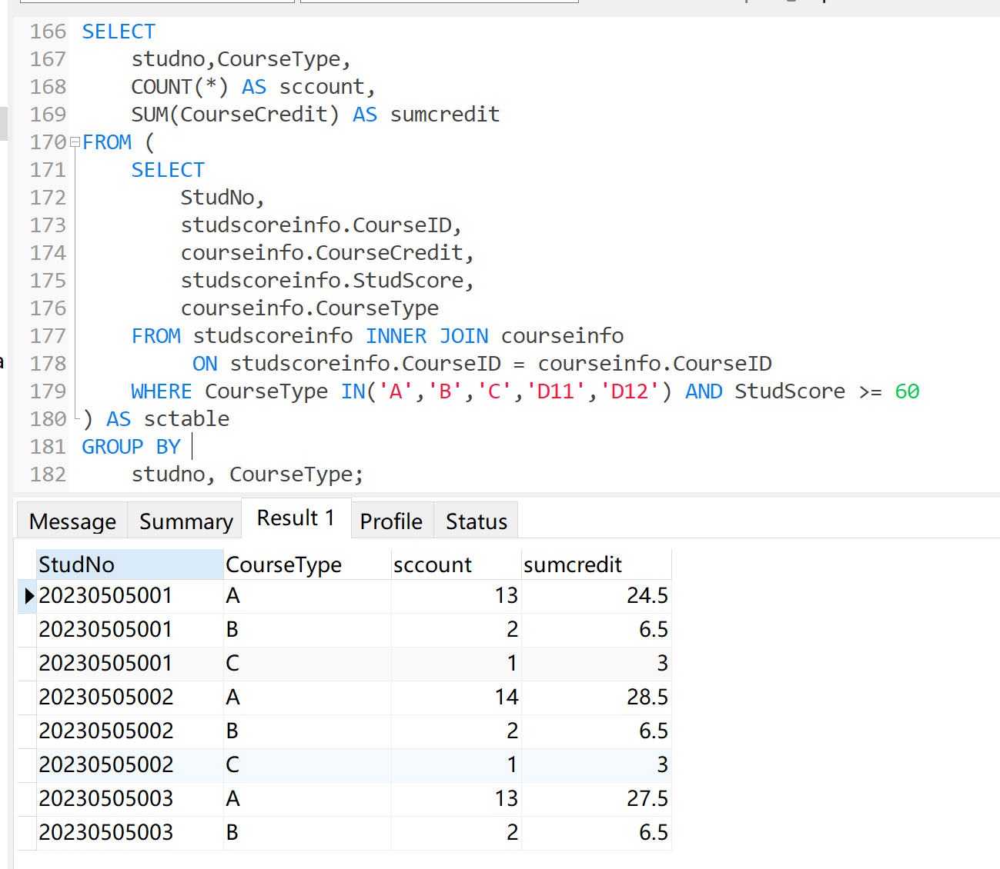 166 SELECT
167 studno,CourseType,
168 COUNT(*) AS sccount,
169 SUM(CourseCredit) AS sumcredit
170 FROM (
171 SELECT
172 StudNo,
173 studscoreinfo.CourseID,
174 courseinfo.CourseCredit,
175 studscoreinfo.StudScore,
176 courseinfo.CourseType
177 FROM studscoreinfo INNER JOIN courseinfo
178 ON studscoreinfo.CourseID = courseinfo.CourseID
179 WHERE CourseType IN('A','B','C','D11','D12') AND StudScore >= 60
180 ) AS sctable
181 GROUP BY
182 studno, CourseType;
Message Summary Result 1 Profile Status
StudNo CourseType sccount sumcredit
20230505001 A 13 24.5
20230505001 B 2 6.5
20230505001 C 1 3
20230505002 A 14 28.5
20230505002 B 2 6.5
20230505002 C 1 3
20230505003 A 13 27.5
20230505003 B 2 6.5